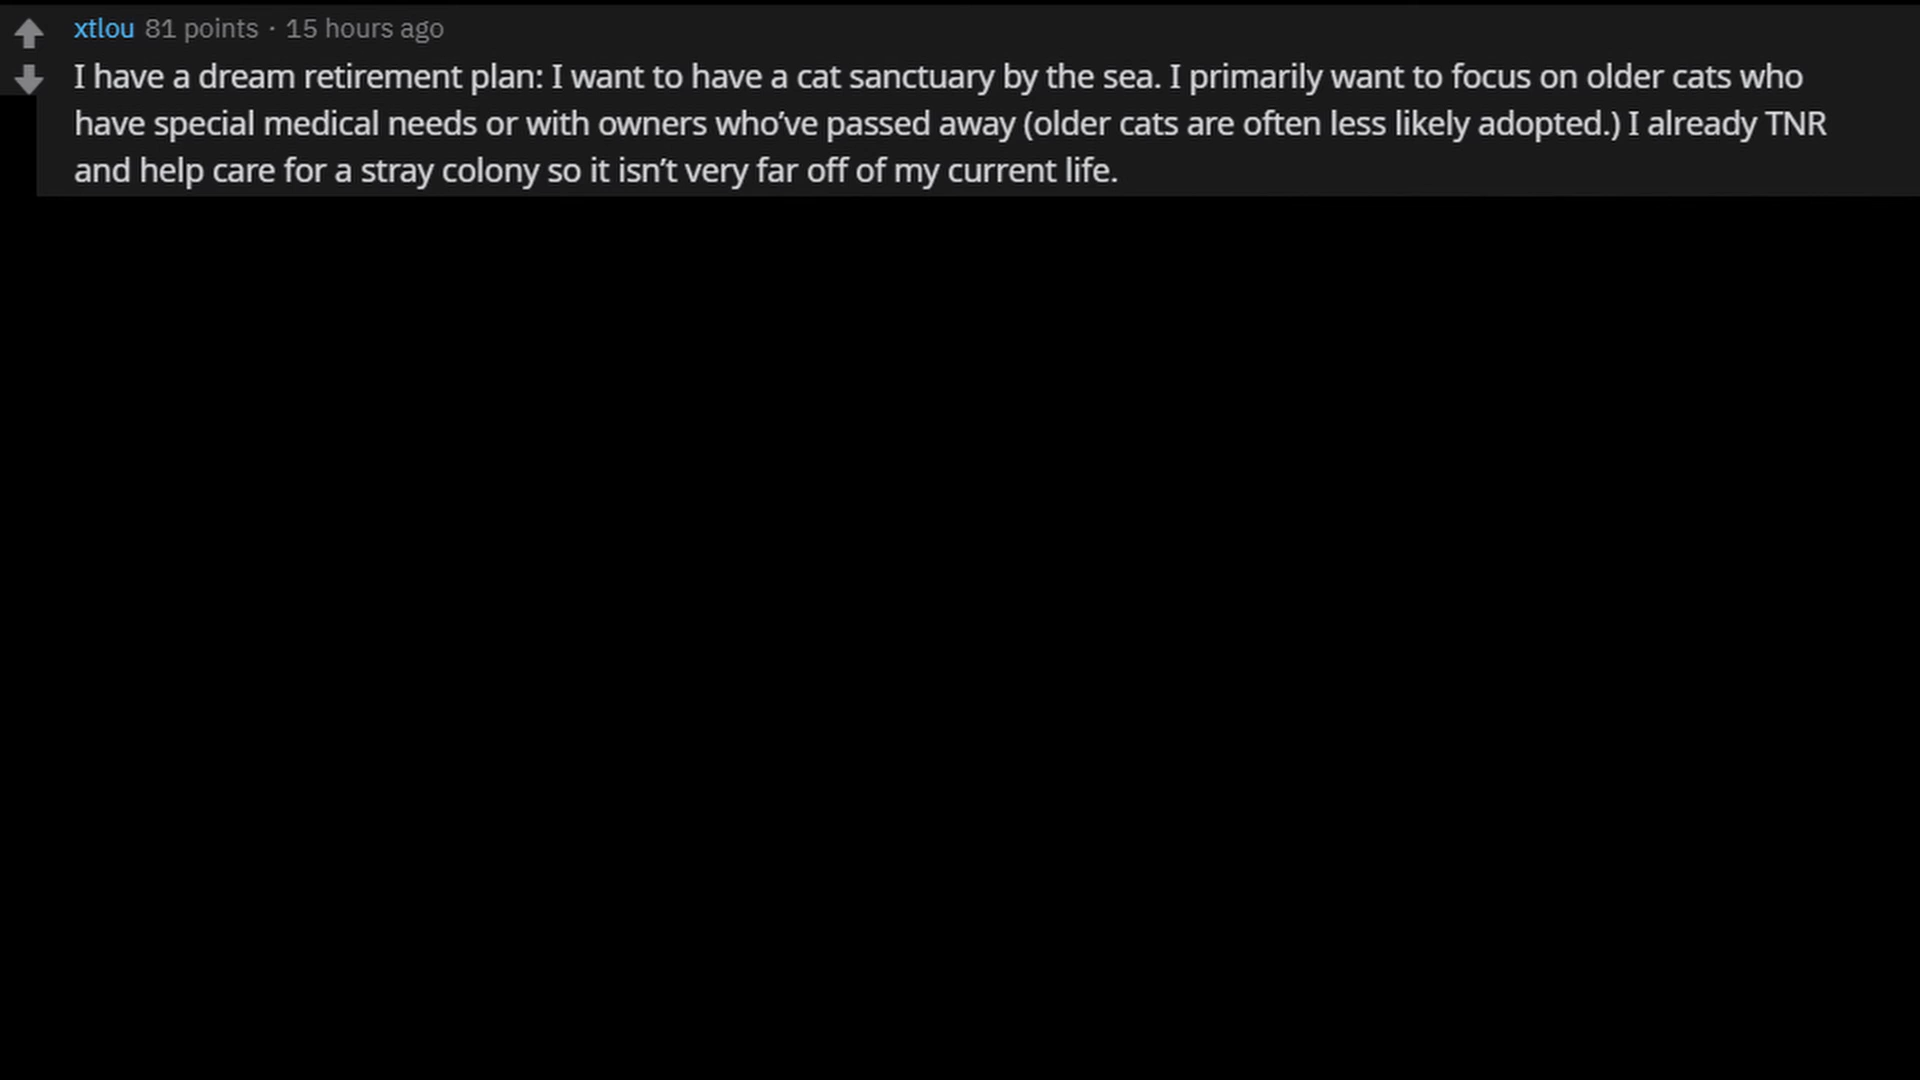 xtlou 81 points · 15 hours ago
I have a dream retirement plan: I want to have a cat sanctuary by the sea. I primarily want to focus on older cats who
have special medical needs or with owners who’ve passed away (older cats are often less likely adopted.) I already TNR
and help care for a stray colony so it isn’t very far off of my current life.